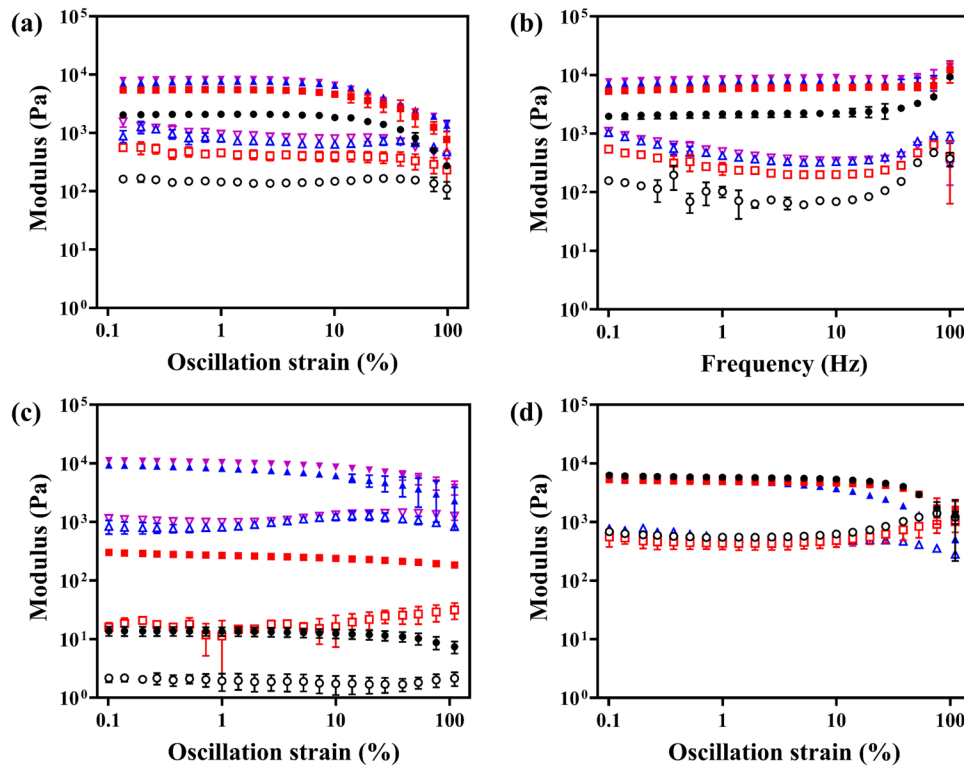 (a)
Modulus (Pa)
10⁵
10⁴
10³
10²
10¹
10⁰
0.1 1 10 100
Oscillation strain (%)
(b)
Modulus (Pa)
10⁵
10⁴
10³
10²
10¹
10⁰
0.1 1 10 100
Frequency (Hz)
(c)
Modulus (Pa)
10⁵
10⁴
10³
10²
10¹
10⁰
0.1 1 10 100
Oscillation strain (%)
(d)
Modulus (Pa)
10⁵
10⁴
10³
10²
10¹
10⁰
0.1 1 10 100
Oscillation strain (%)